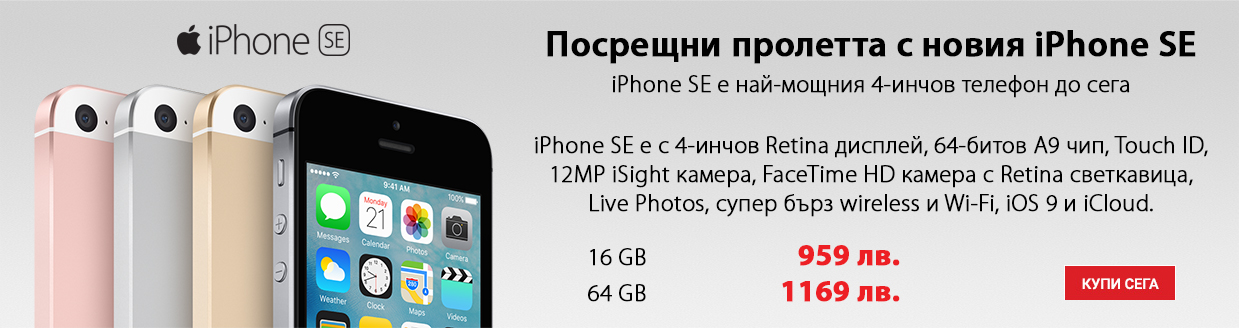 iPhone SE
Посрещни пролетта с новия iPhone SE
iPhone SE е най-мощния 4-инчов телефон до сега
iPhone SE е с 4-инчов Retina дисплей, 64-битов A9 чип, Touch ID,
12MP iSight камера, FaceTime HD камера с Retina светкавица,
Live Photos, супер бърз wireless и Wi-Fi, iOS 9 и iCloud.
16 GB 959 лв.
64 GB 1169 лв.
КУПИ СЕГА
9:41 AM 100%
Monday
21
Messages Calendar Photos Camera
280
Weather Clock Maps Videos